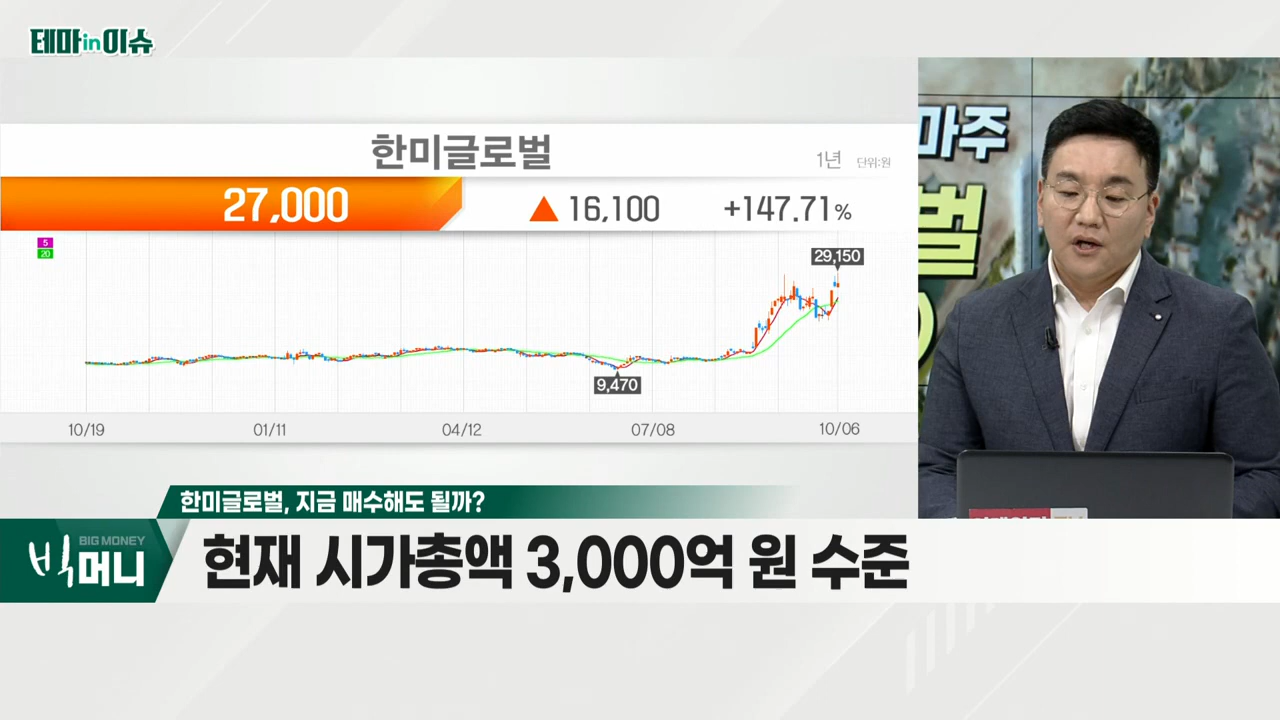 테마in이슈
한미글로벌
1년 단위:원
27,000 ▲ 16,100 +147.71%
5
20
29,150
9,470
10/19 01/11 04/12 07/08 10/06
마주
벌
한미글로벌, 지금 매수해도 될까?
BIG MONEY
빅머니
현재 시가총액 3,000억 원 수준